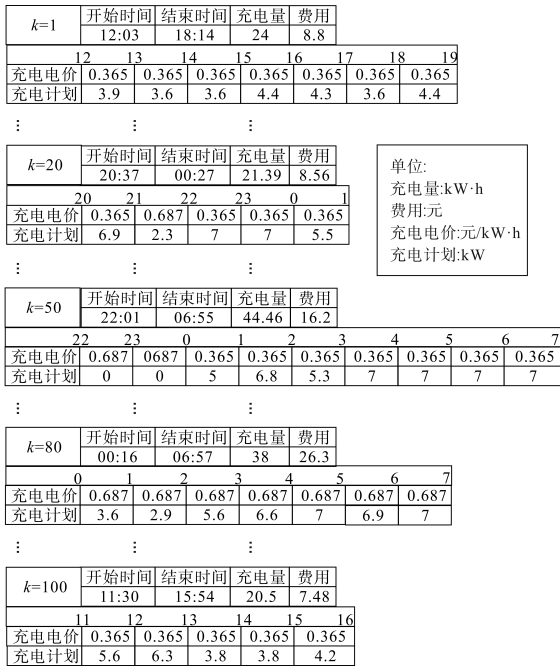 k=1 开始时间 结束时间 充电量 费用
12:03 18:14 24 8.8
12 13 14 15 16 17 18 19
充电电价 0.365 0.365 0.365 0.365 0.365 0.365 0.365
充电计划 3.9 3.6 3.6 4.4 4.3 3.6 4.4
⋮ ⋮ ⋮
k=20 开始时间 结束时间 充电量 费用
20:37 00:27 21.39 8.56
20 21 22 23 0 1
充电电价 0.365 0.687 0.365 0.365 0.365
充电计划 6.9 2.3 7 7 5.5
单位:
充电量:kW·h
费用:元
充电电价:元/kW·h
充电计划:kW
⋮ ⋮ ⋮
k=50 开始时间 结束时间 充电量 费用
22:01 06:55 44.46 16.2
22 23 0 1 2 3 4 5 6 7
充电电价 0.687 0687 0.365 0.365 0.365 0.365 0.365 0.365 0.365
充电计划 0 0 5 6.8 5.3 7 7 7 7
⋮ ⋮ ⋮
k=80 开始时间 结束时间 充电量 费用
00:16 06:57 38 26.3
0 1 2 3 4 5 6 7
充电电价 0.687 0.687 0.687 0.687 0.687 0.687 0.687
充电计划 3.6 2.9 5.6 6.6 7 6.9 7
⋮ ⋮ ⋮
k=100 开始时间 结束时间 充电量 费用
11:30 15:54 20.5 7.48
11 12 13 14 15 16
充电电价 0.365 0.365 0.365 0.365 0.365
充电计划 5.6 6.3 3.8 3.8 4.2